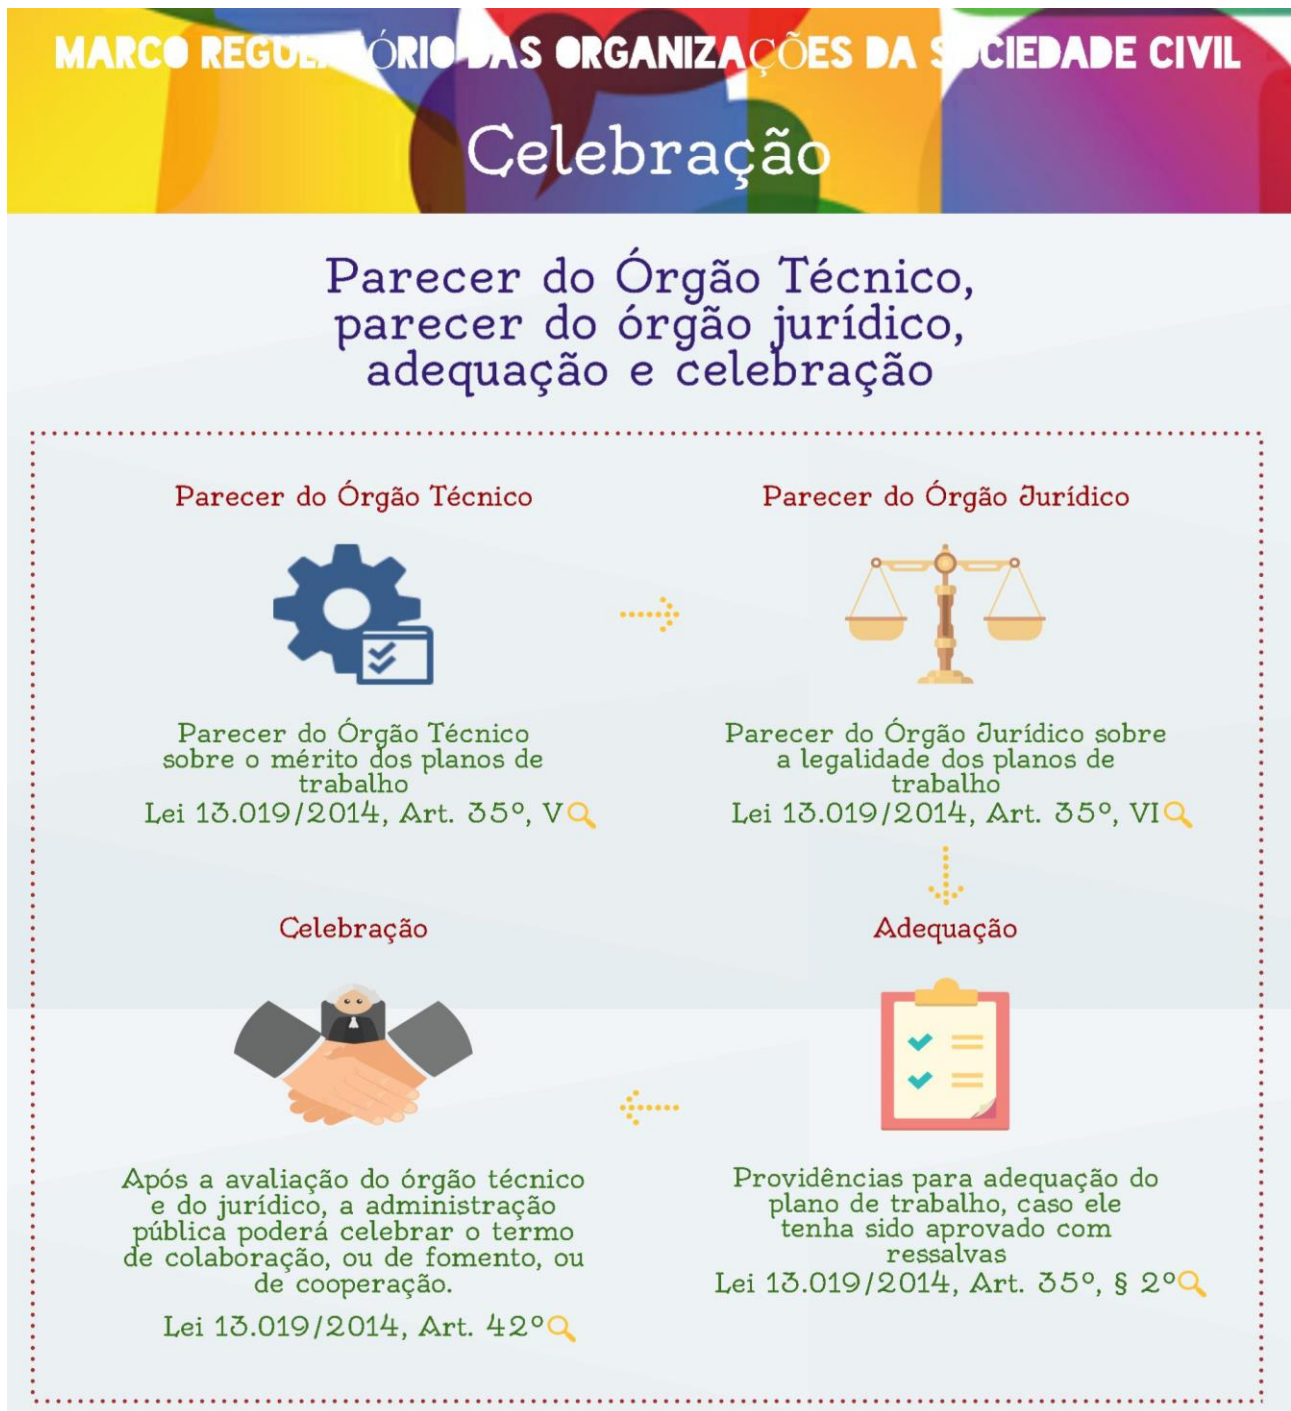 MARCO REGULATÓRIO DAS ORGANIZAÇÕES DA SOCIEDADE CIVIL
Celebração
Parecer do Órgão Técnico,
parecer do órgão jurídico,
adequação e celebração
Parecer do Órgão Técnico
Parecer do Órgão Técnico
sobre o mérito dos planos de
trabalho
Lei 13.019/2014, Art. 35º, V
Parecer do Órgão Jurídico
Parecer do Órgão Jurídico sobre
a legalidade dos planos de
trabalho
Lei 13.019/2014, Art. 35º, VI
Adequação
Providências para adequação do
plano de trabalho, caso ele
tenha sido aprovado com
ressalvas
Lei 13.019/2014, Art. 35º, § 2º
Celebração
Após a avaliação do órgão técnico
e do jurídico, a administração
pública poderá celebrar o termo
de colaboração, ou de fomento, ou
de cooperação.
Lei 13.019/2014, Art. 42º